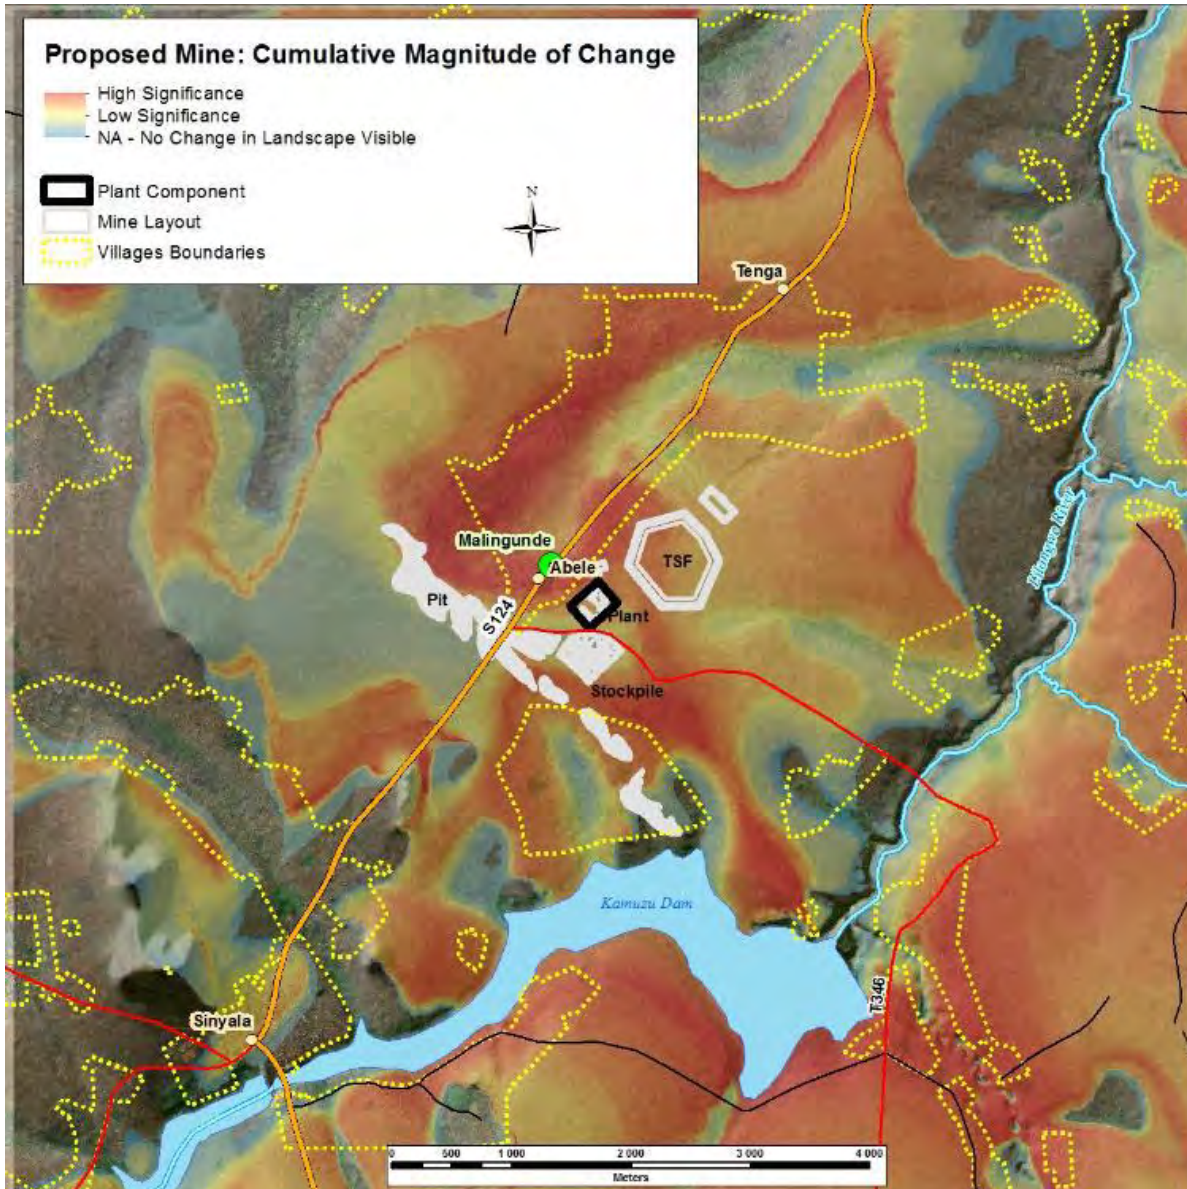 Proposed Mine: Cumulative Magnitude of Change
High Significance
Low Significance
NA - No Change in Landscape Visible
Plant Component
Mine Layout
Villages Boundaries
N
Tenga
Malingunde
Abele
TSF
Pit
S124
Plant
Stockpile
Lilongwe River
Kamuzu Dam
T346
Sinyala
0 500 1 000 2 000 3 000 4 000
Meters